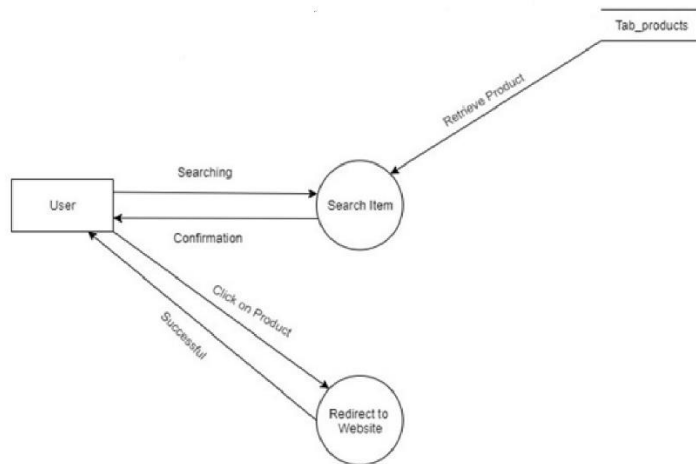 Tab_products
Retrieve Product
Searching
User
Search Item
Confirmation
Click on Product
Successful
Redirect to
Website